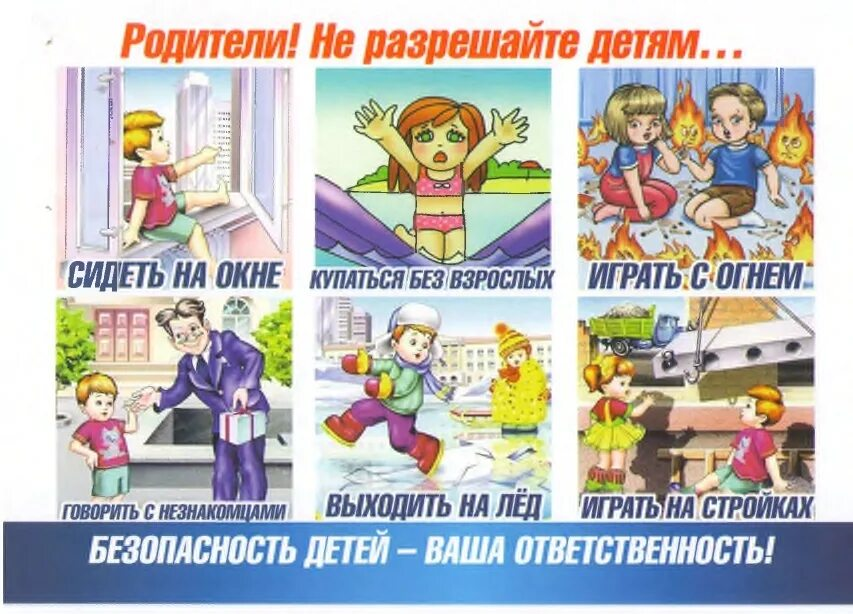 Родители! Не разрешайте детям...
СИДЕТЬ НА ОКНЕ
КУПАТЬСЯ БЕЗ ВЗРОСЛЫХ
ИГРАТЬ С ОГНЕМ
ГОВОРИТЬ С НЕЗНАКОМЦАМИ
ВЫХОДИТЬ НА ЛЁД
ИГРАТЬ НА СТРОЙКАХ
БЕЗОПАСНОСТЬ ДЕТЕЙ – ВАША ОТВЕТСТВЕННОСТЬ!